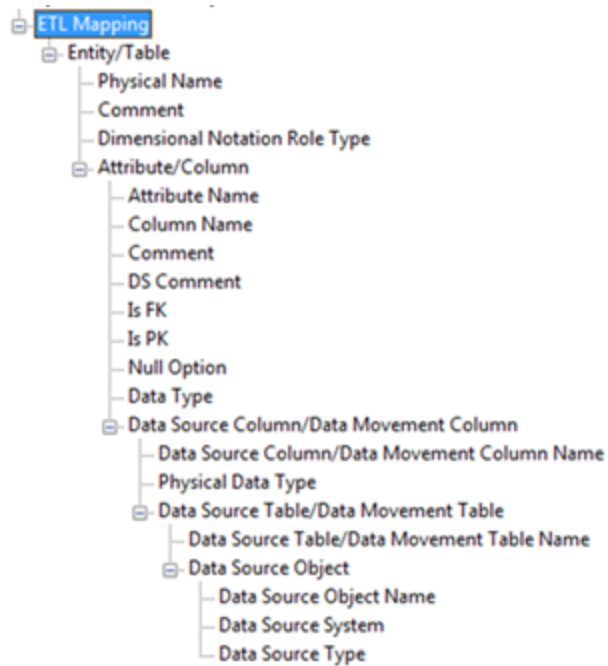 ETL Mapping
Entity/Table
Physical Name
Comment
Dimensional Notation Role Type
Attribute/Column
Attribute Name
Column Name
Comment
DS Comment
Is FK
Is PK
Null Option
Data Type
Data Source Column/Data Movement Column
Data Source Column/Data Movement Column Name
Physical Data Type
Data Source Table/Data Movement Table
Data Source Table/Data Movement Table Name
Data Source Object
Data Source Object Name
Data Source System
Data Source Type